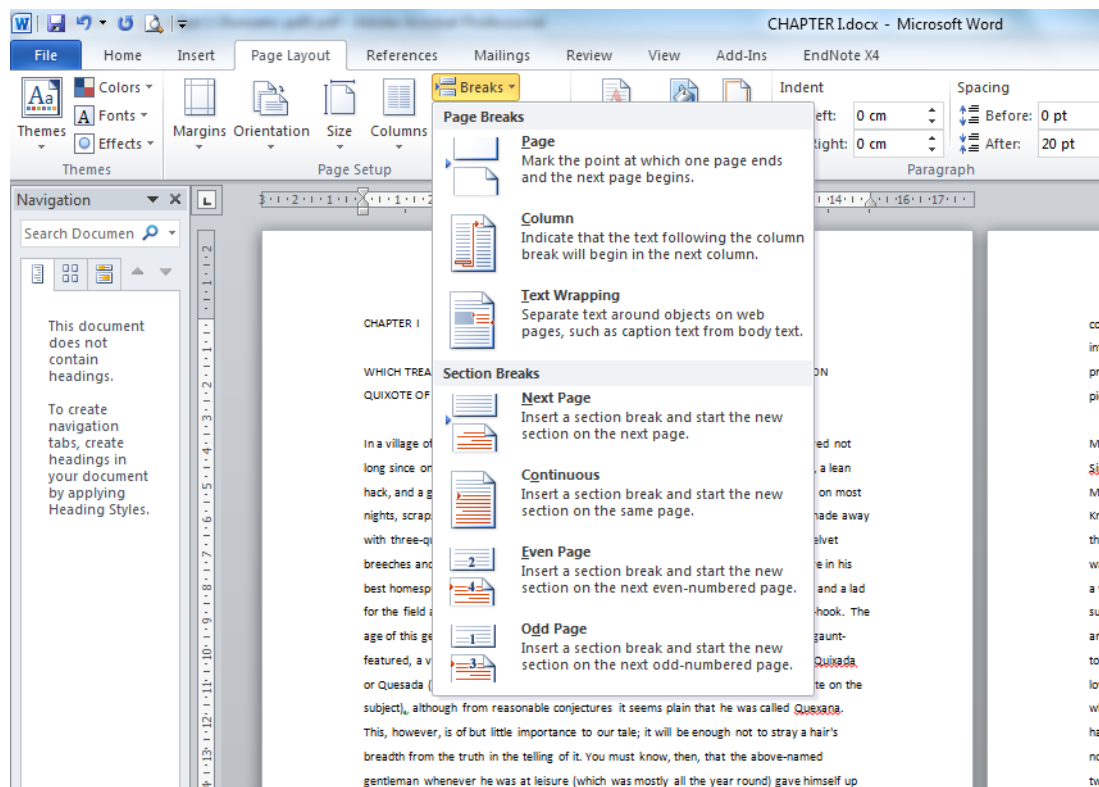 CHAPTER I.docx - Microsoft Word
File Home Insert Page Layout References Mailings Review View Add-Ins EndNote X4
Themes
Colors
Fonts
Effects
Themes
Margins Orientation Size Columns
Breaks
Page Setup
Indent
eft: 0 cm
Right: 0 cm
Spacing
Before: 0 pt
After: 20 pt
Paragraph
Navigation
Search Documen
This document
does not
contain
headings.
To create
navigation
tabs, create
headings in
your document
by applying
Heading Styles.
Page Breaks
Page
Mark the point at which one page ends
and the next page begins.
Column
Indicate that the text following the column
break will begin in the next column.
Text Wrapping
Separate text around objects on web
pages, such as caption text from body text.
Section Breaks
Next Page
Insert a section break and start the new
section on the next page.
Continuous
Insert a section break and start the new
section on the same page.
Even Page
Insert a section break and start the new
section on the next even-numbered page.
Odd Page
Insert a section break and start the new
section on the next odd-numbered page.
CHAPTER I
WHICH TREA ON
QUIXOTE OF
In a village of ed not
long since on , a lean
hack, and a g on most
nights, scrap nade away
with three-qu elvet
breeches and e in his
best homesp and a lad
for the field a -hook. The
age of this ge gaunt-
featured, a v Quixada
or Quesada ( te on the
subject), although from reasonable conjectures it seems plain that he was called Quexana.
This, however, is of but little importance to our tale; it will be enough not to stray a hair's
breadth from the truth in the telling of it. You must know, then, that the above-named
gentleman whenever he was at leisure (which was mostly all the year round) gave himself up